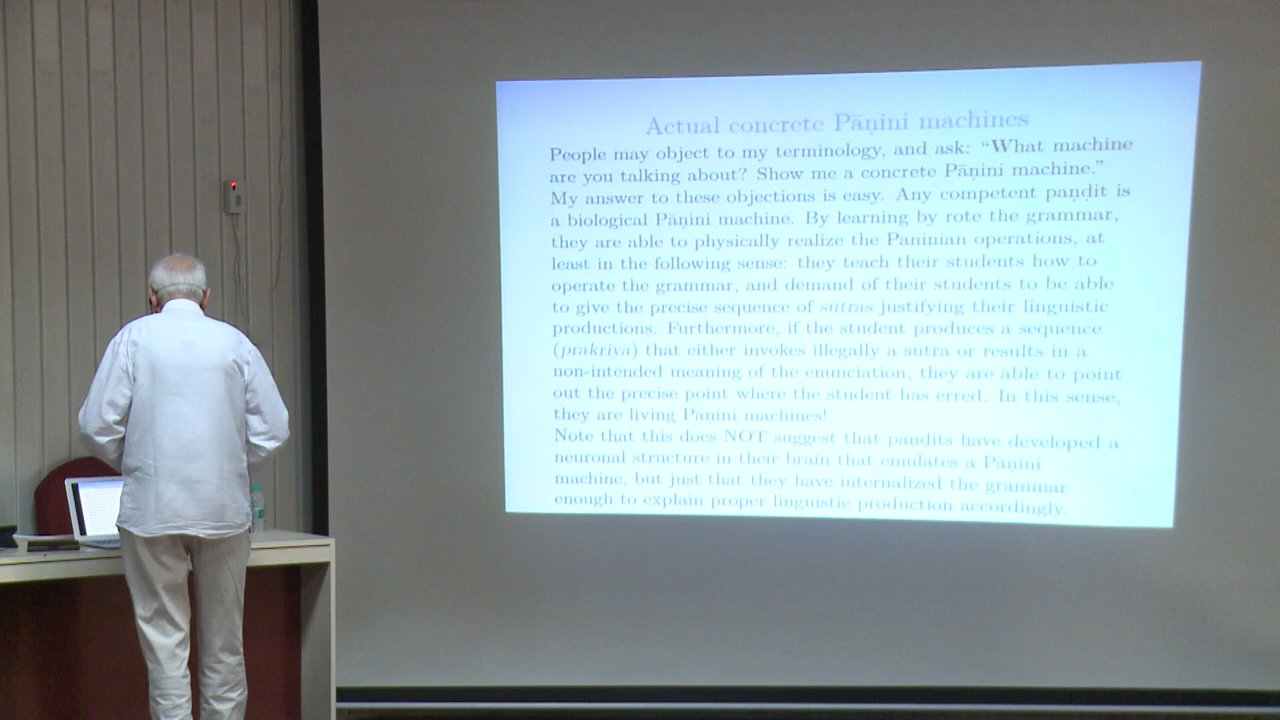 Actual concrete Pāṇini machines
People may object to my terminology, and ask: “What machine
are you talking about? Show me a concrete Pāṇini machine.”
My answer to these objections is easy. Any competent paṇḍit is
a biological Pāṇini machine. By learning by rote the grammar,
they are able to physically realize the Paninian operations, at
least in the following sense: they teach their students how to
operate the grammar, and demand of their students to be able
to give the precise sequence of sūtras justifying their linguistic
productions. Furthermore, if the student produces a sequence
(prakriyā) that either invokes illegally a sutra or results in a
non-intended meaning of the enunciation, they are able to point
out the precise point where the student has erred. In this sense,
they are living Pāṇini machines!
Note that this does NOT suggest that paṇḍits have developed a
neuronal structure in their brain that emulates a Pāṇini
machine, but just that they have internalized the grammar
enough to explain proper linguistic production accordingly.